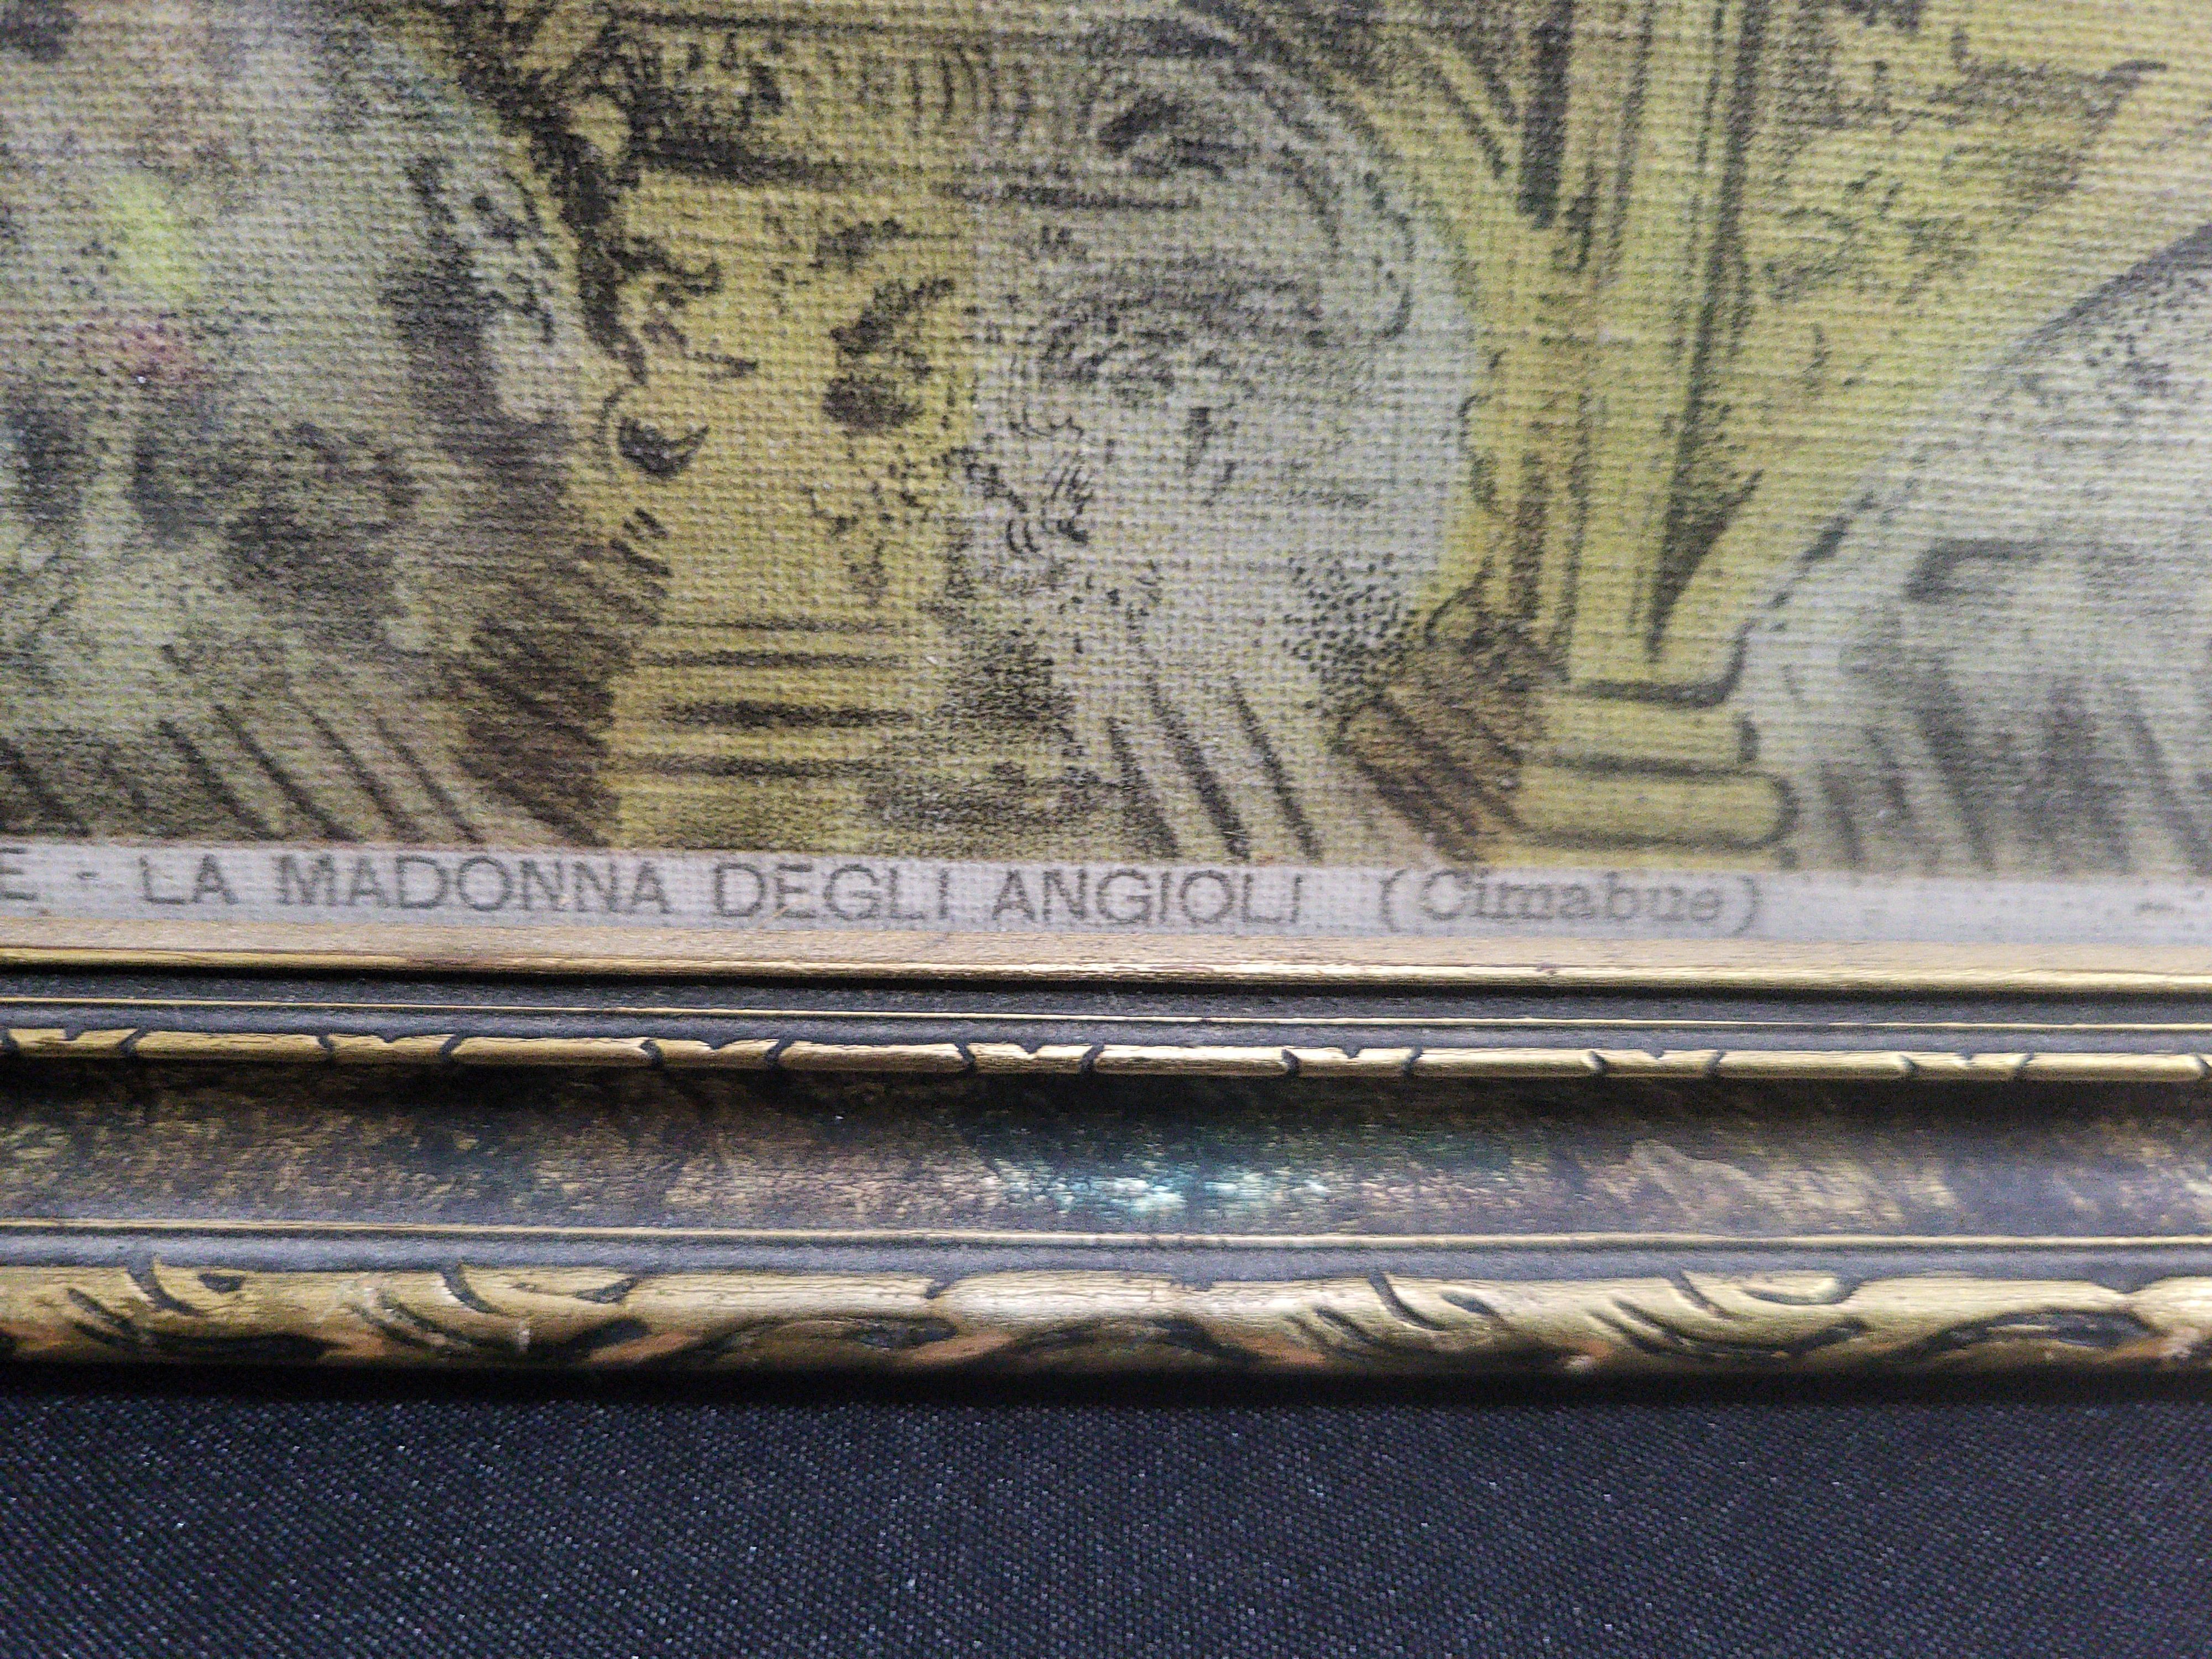 E - LA MADONNA DEGLI ANGIOLI (Cimabue)